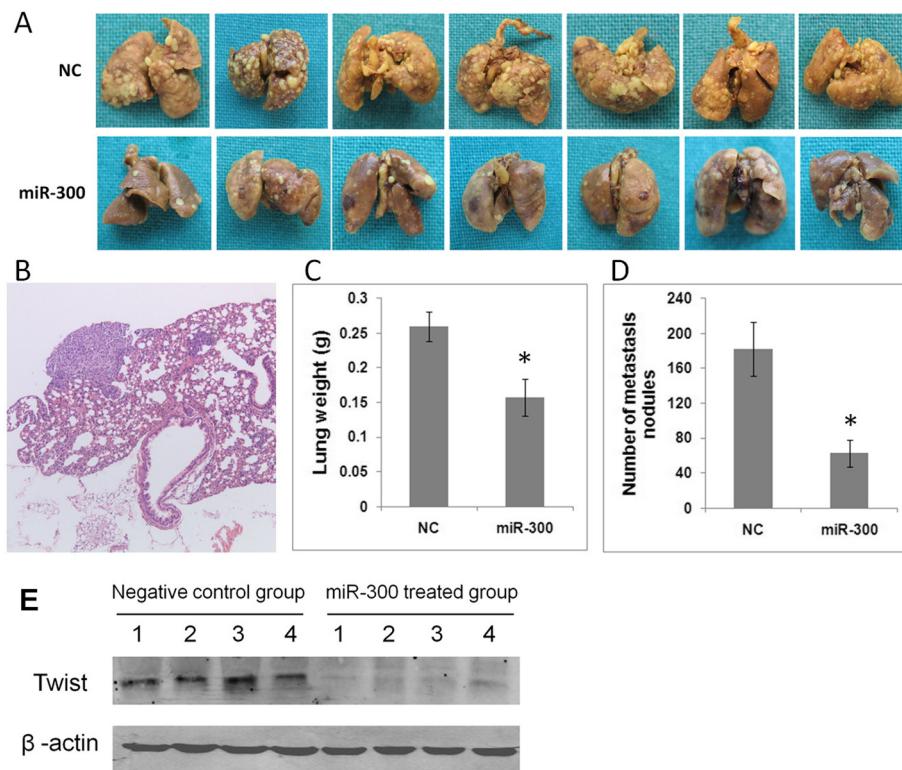 A
NC
miR-300
B
C
D
Lung weight (g)
0.3
0.25
0.2
0.15
0.1
0.05
0
*
NC
miR-300
Number of metastasis
nodules
240
200
160
120
80
40
0
*
NC
miR-300
E
Negative control group
miR-300 treated group
1 2 3 4 1 2 3 4
Twist
β -actin